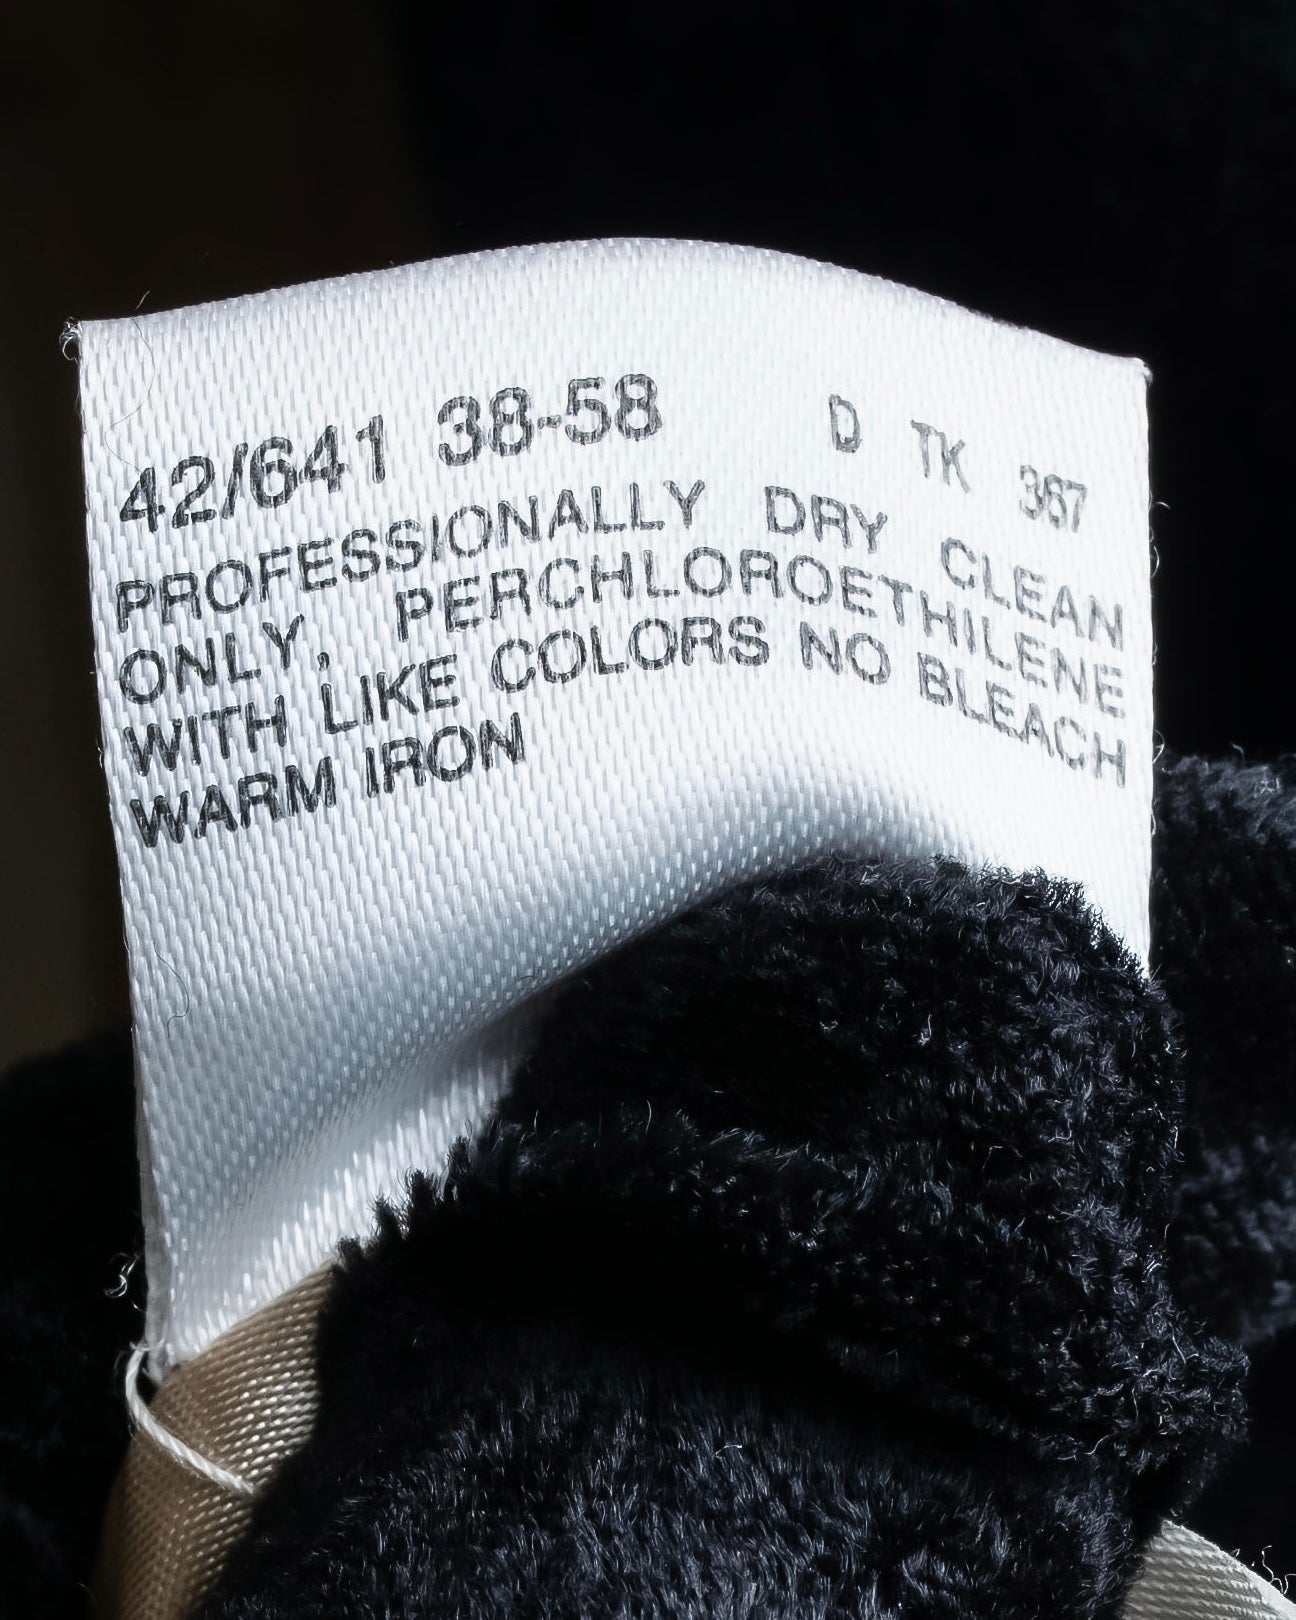 42/641 38-58 D TK 367
PROFESSIONALLY DRY CLEAN
ONLY, PERCHLOROETHILENE
WITH LIKE COLORS NO BLEACH
WARM IRON